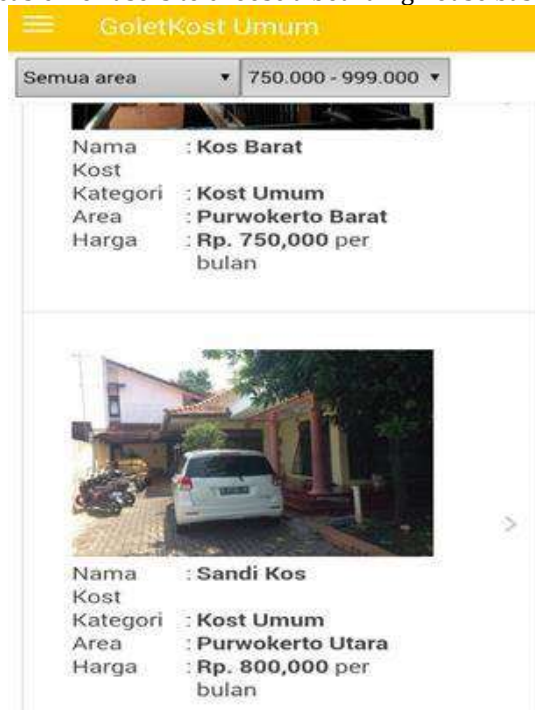 GoletKost Umum
Semua area 750.000 - 999.000
Nama Kost : Kos Barat
Kategori : Kost Umum
Area : Purwokerto Barat
Harga : Rp. 750,000 per bulan
Nama Kost : Sandi Kos
Kategori : Kost Umum
Area : Purwokerto Utara
Harga : Rp. 800,000 per bulan